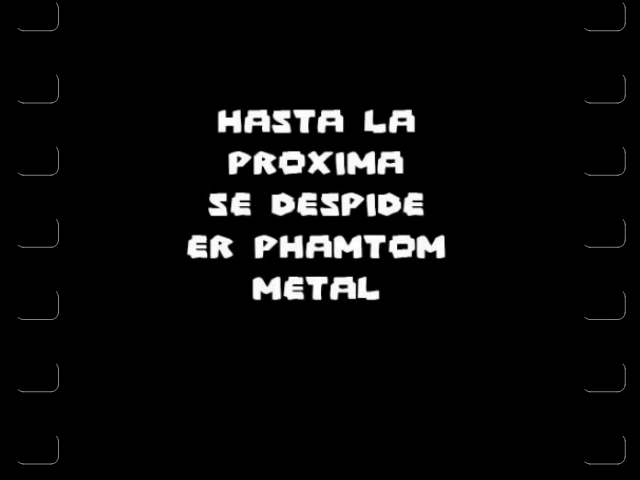 HASTA LA
PROXIMA
SE DESPIDE
ER PHAMTOM
METAL